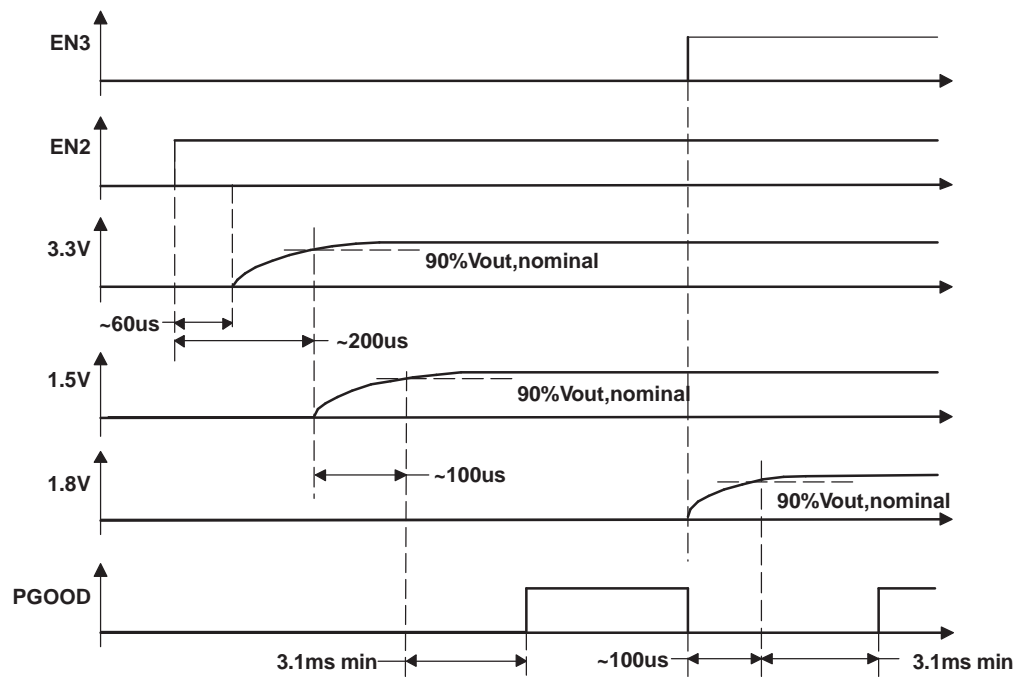 EN3
EN2
3.3V
90%Vout,nominal
~60us
~200us
1.5V
90%Vout,nominal
~100us
1.8V
90%Vout,nominal
PGOOD
3.1ms min
~100us
3.1ms min